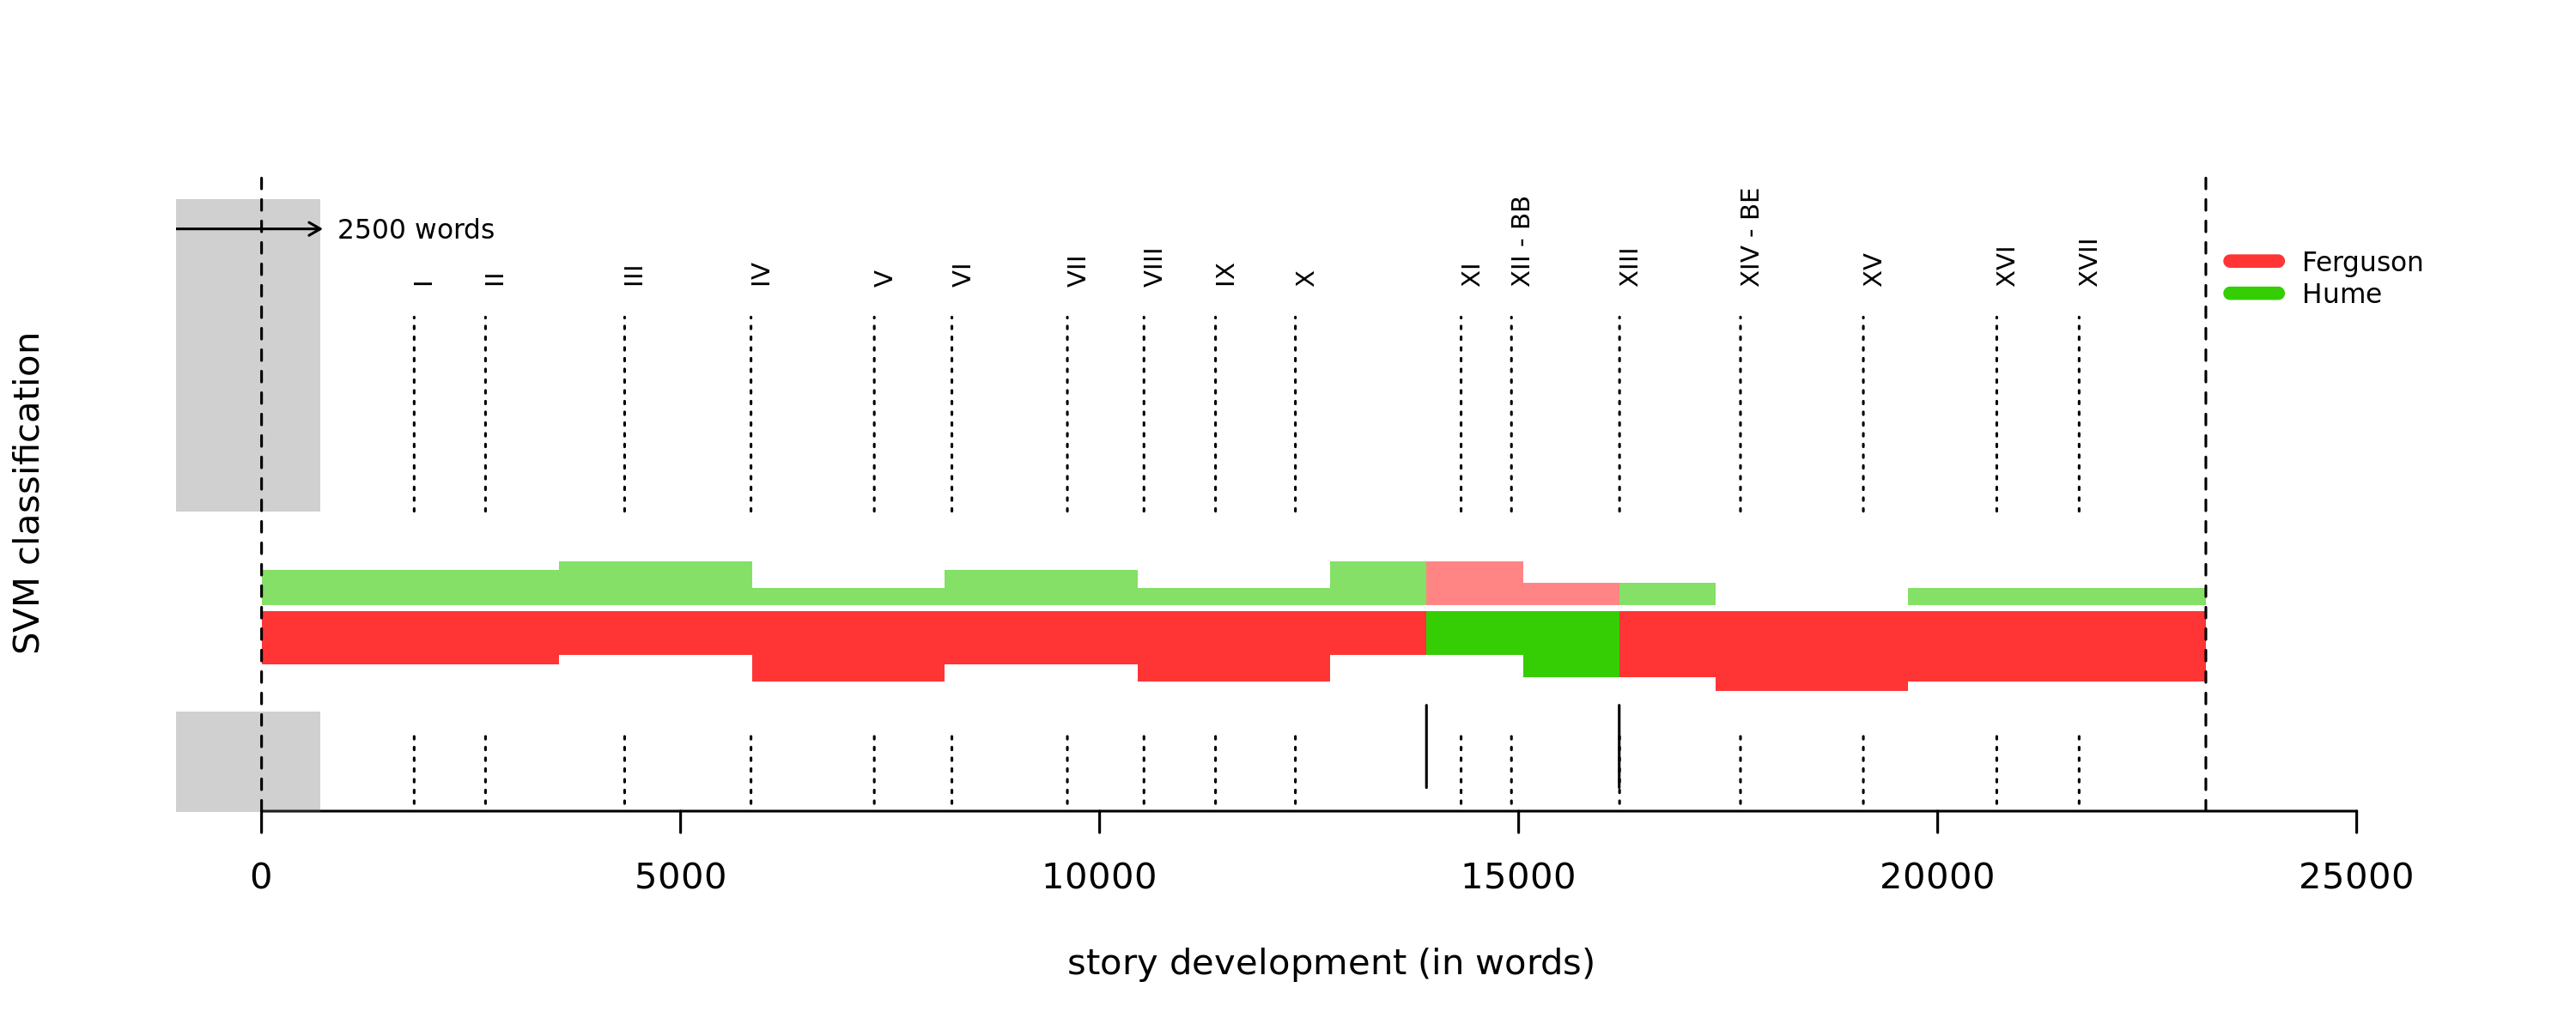 2500 words
I
II
III
IV
V
VI
VII
VIII
IX
X
XI
XII - BB
XIII
XIV - BE
XV
XVI
XVII
Ferguson
Hume
SVM classification
0
5000
10000
15000
20000
25000
story development (in words)